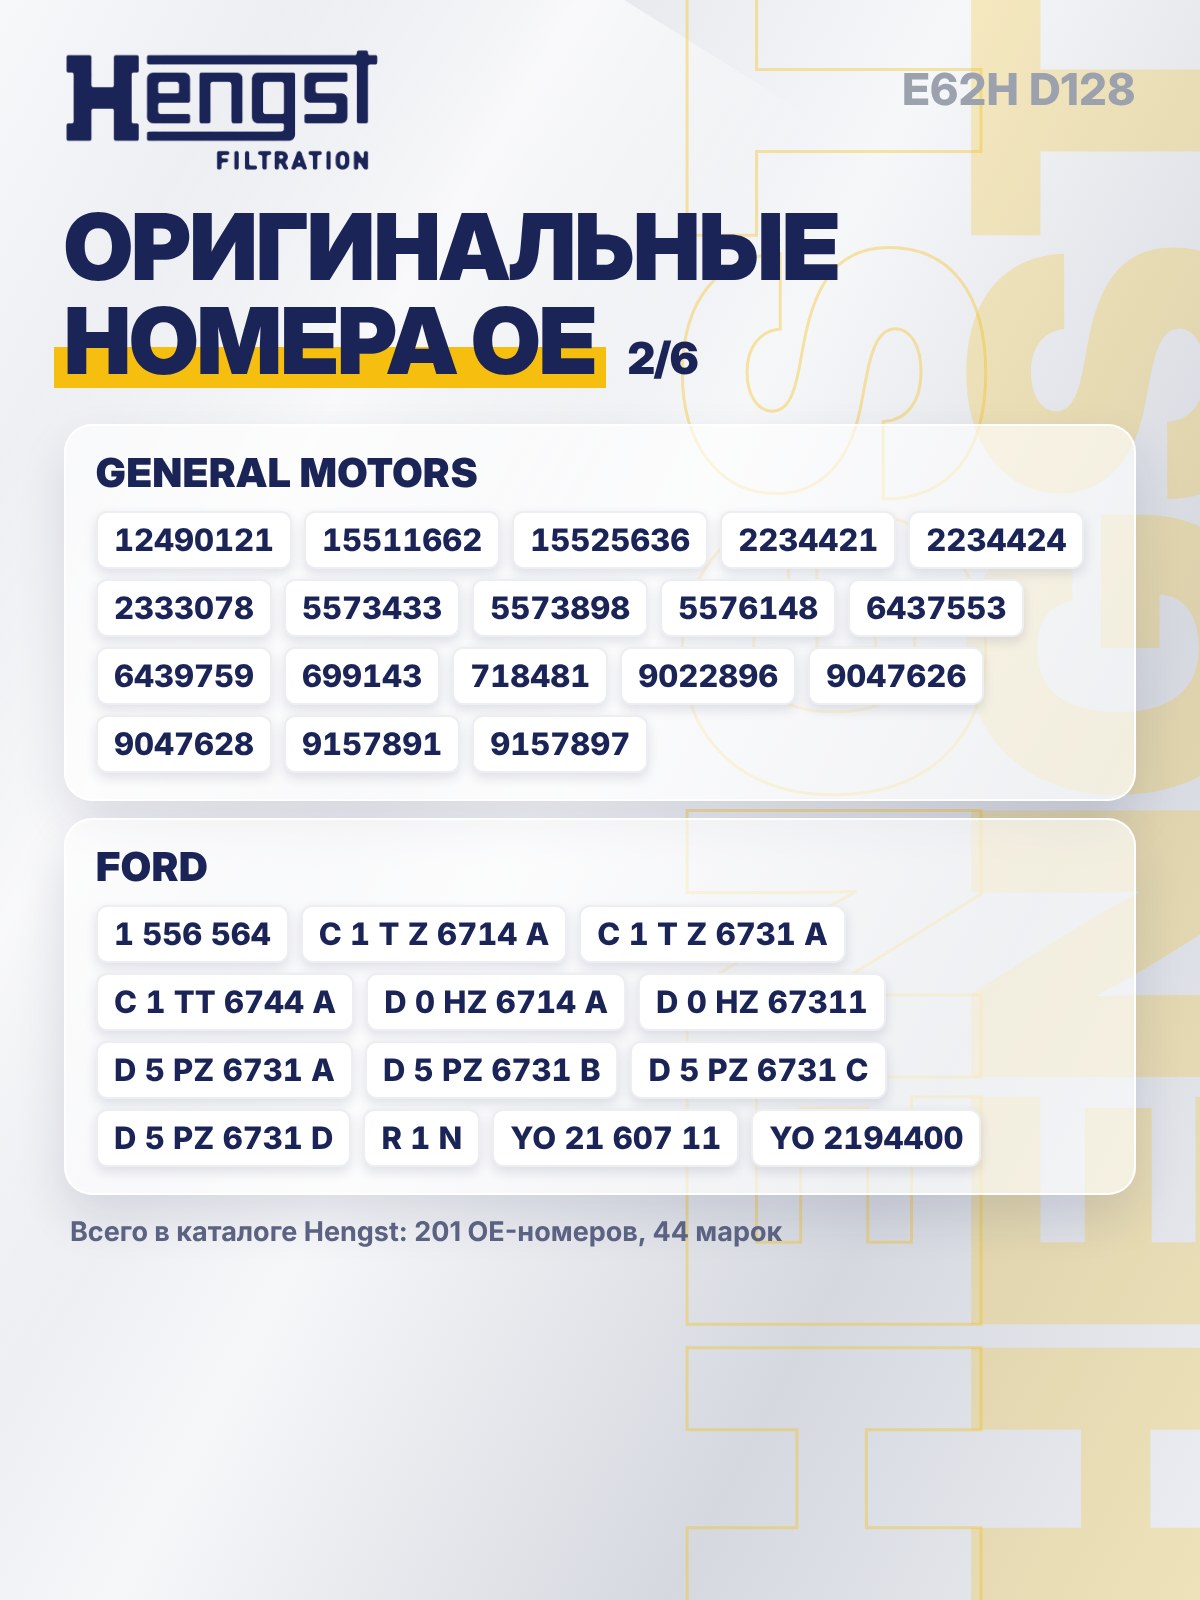 Hengst
FILTRATION
E62H D128
ОРИГИНАЛЬНЫЕ
НОМЕРА OE 2/6
GENERAL MOTORS
12490121 15511662 15525636 2234421 2234424
2333078 5573433 5573898 5576148 6437553
6439759 699143 718481 9022896 9047626
9047628 9157891 9157897
FORD
1 556 564 C 1 T Z 6714 A C 1 T Z 6731 A
C 1 TT 6744 A D 0 HZ 6714 A D 0 HZ 67311
D 5 PZ 6731 A D 5 PZ 6731 B D 5 PZ 6731 C
D 5 PZ 6731 D R 1 N YO 21 607 11 YO 2194400
Всего в каталоге Hengst: 201 OE-номеров, 44 марок
HENGST
HENGST